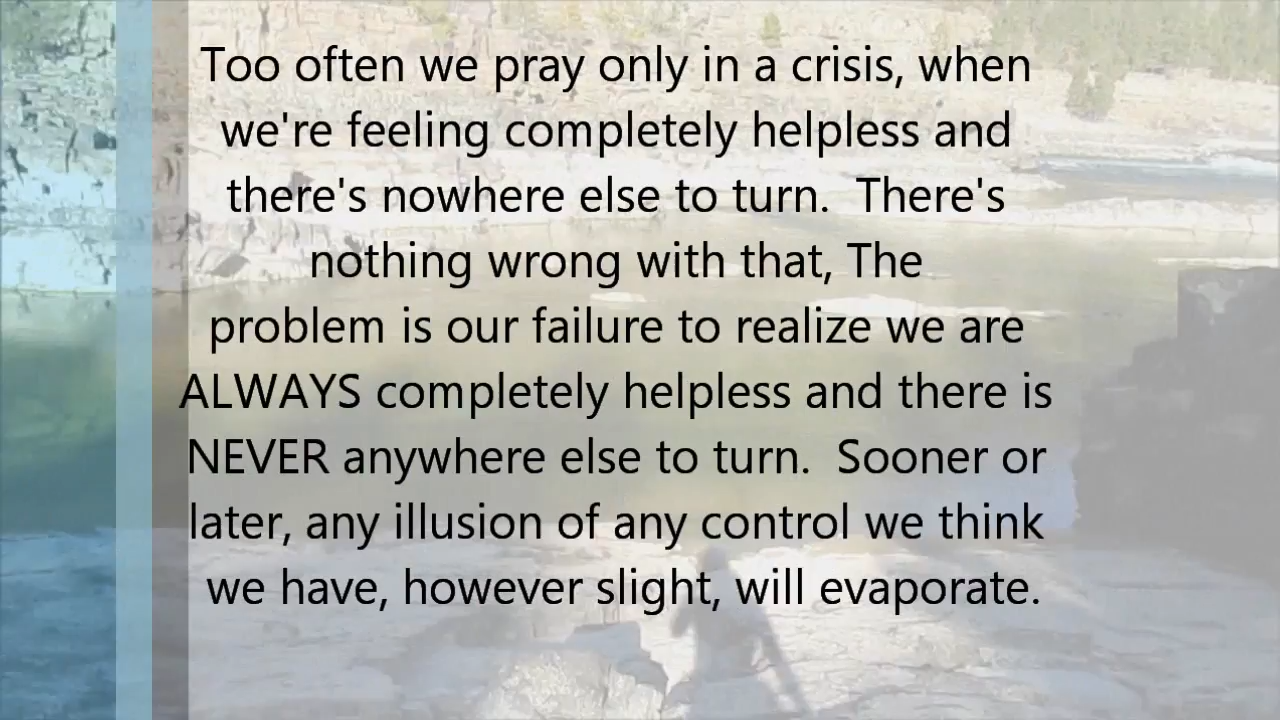 Too often we pray only in a crisis, when
we're feeling completely helpless and
there's nowhere else to turn.  There's
nothing wrong with that, The
problem is our failure to realize we are
ALWAYS completely helpless and there is
NEVER anywhere else to turn.  Sooner or
later, any illusion of any control we think
we have, however slight, will evaporate.